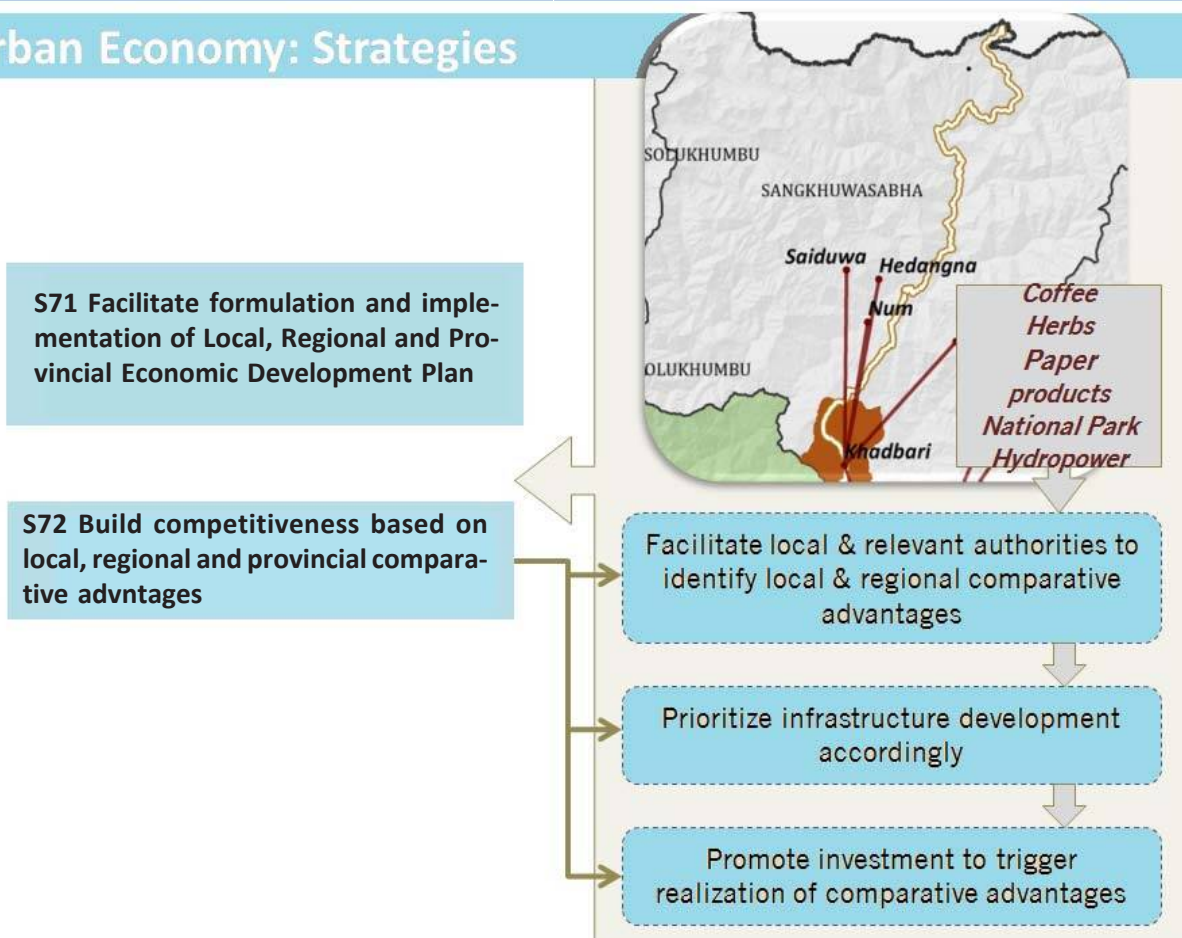 rban Economy: Strategies
SOLUKHUMBU
SANGKHUWASABHA
Saiduwa
Hedangna
Num
OLUKHUMBU
Khadbari
Coffee
Herbs
Paper
products
National Park
Hydropower
S71 Facilitate formulation and imple-
mentation of Local, Regional and Pro-
vincial Economic Development Plan
S72 Build competitiveness based on
local, regional and provincial compara-
tive advntages
Facilitate local & relevant authorities to
identify local & regional comparative
advantages
Prioritize infrastructure development
accordingly
Promote investment to trigger
realization of comparative advantages